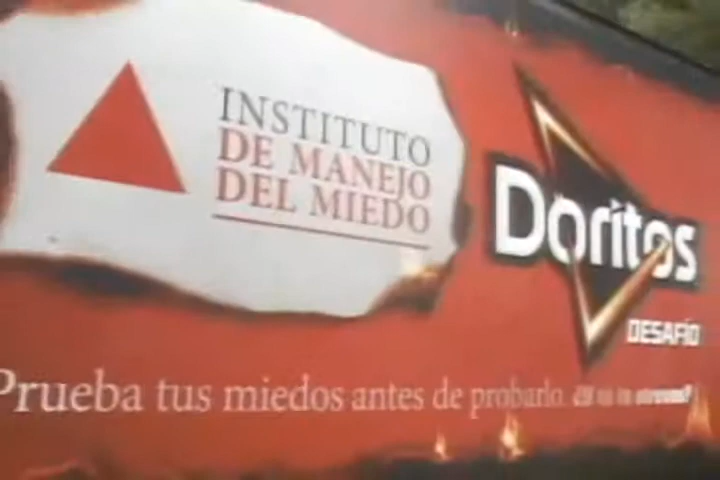 INSTITUTO
DE MANEJO
DEL MIEDO
Doritos
DESAFÍO
Prueba tus miedos antes de probarlo.